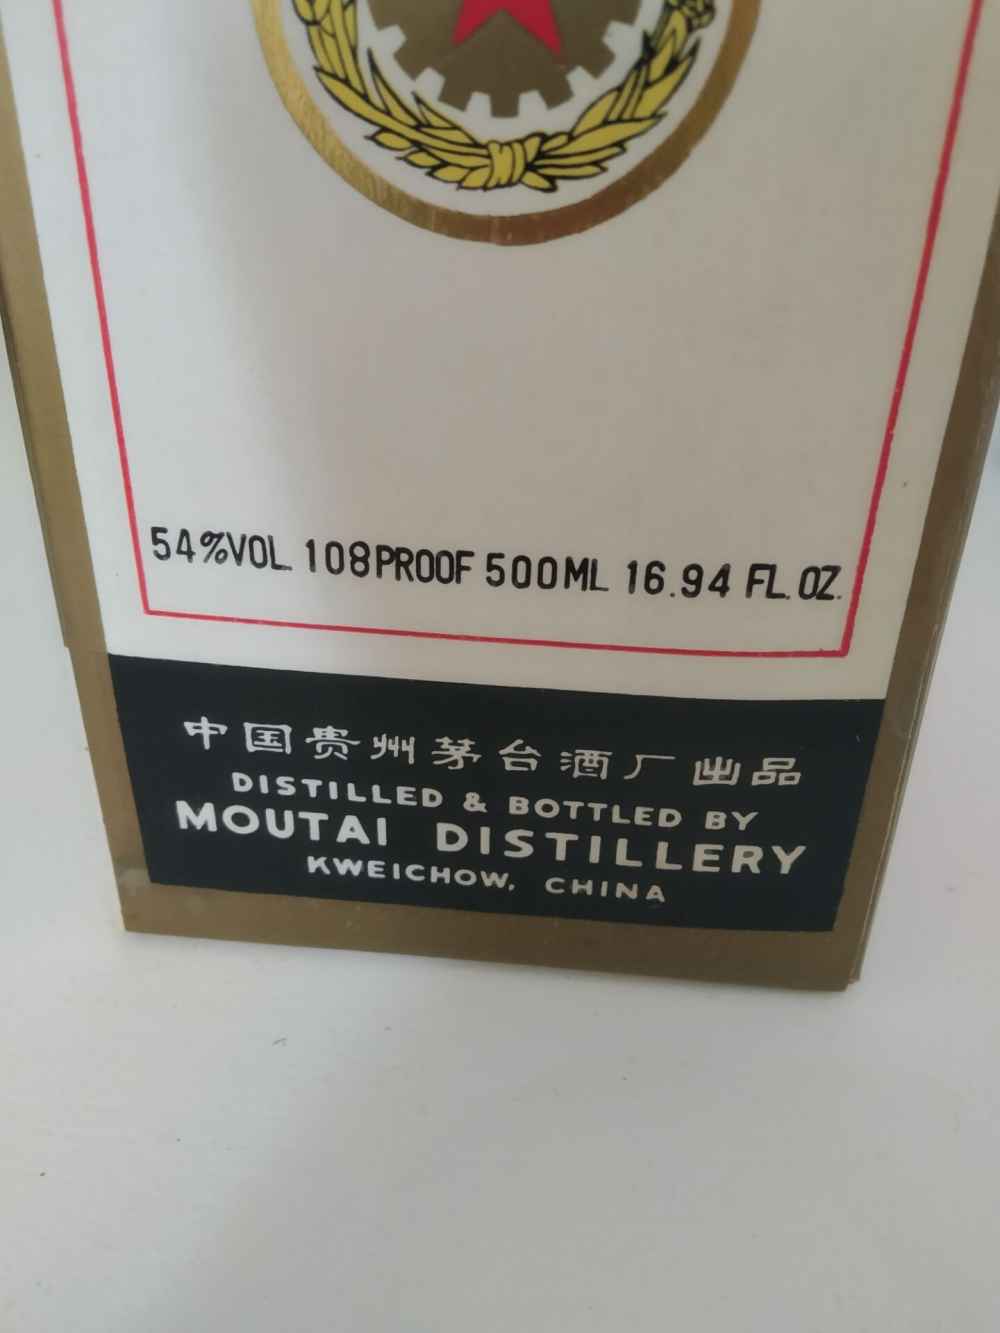 54%VOL. 108PROOF 500ML 16.94 FL.OZ.
中国贵州茅台酒厂出品
DISTILLED & BOTTLED BY
MOUTAI DISTILLERY
KWEICHOW, CHINA